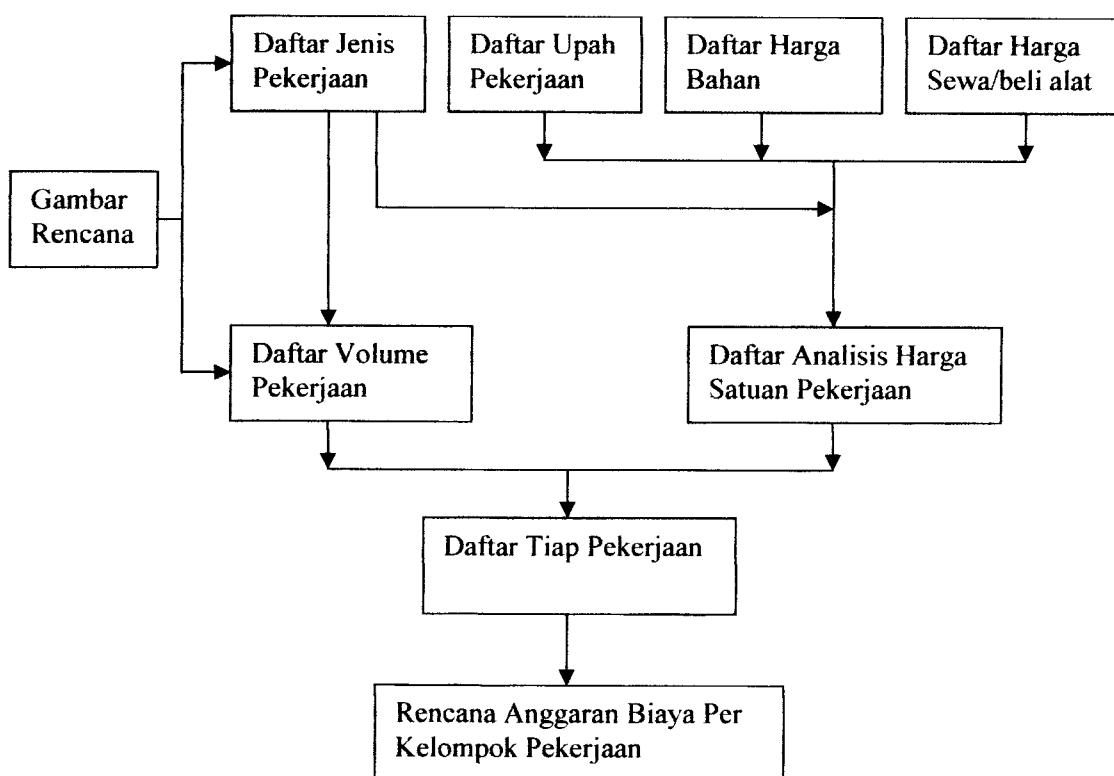 Daftar Jenis
Pekerjaan
Daftar Upah
Pekerjaan
Daftar Harga
Bahan
Daftar Harga
Sewa/beli alat
Gambar
Rencana
Daftar Volume
Pekerjaan
Daftar Analisis Harga
Satuan Pekerjaan
Daftar Tiap Pekerjaan
Rencana Anggaran Biaya Per
Kelompok Pekerjaan